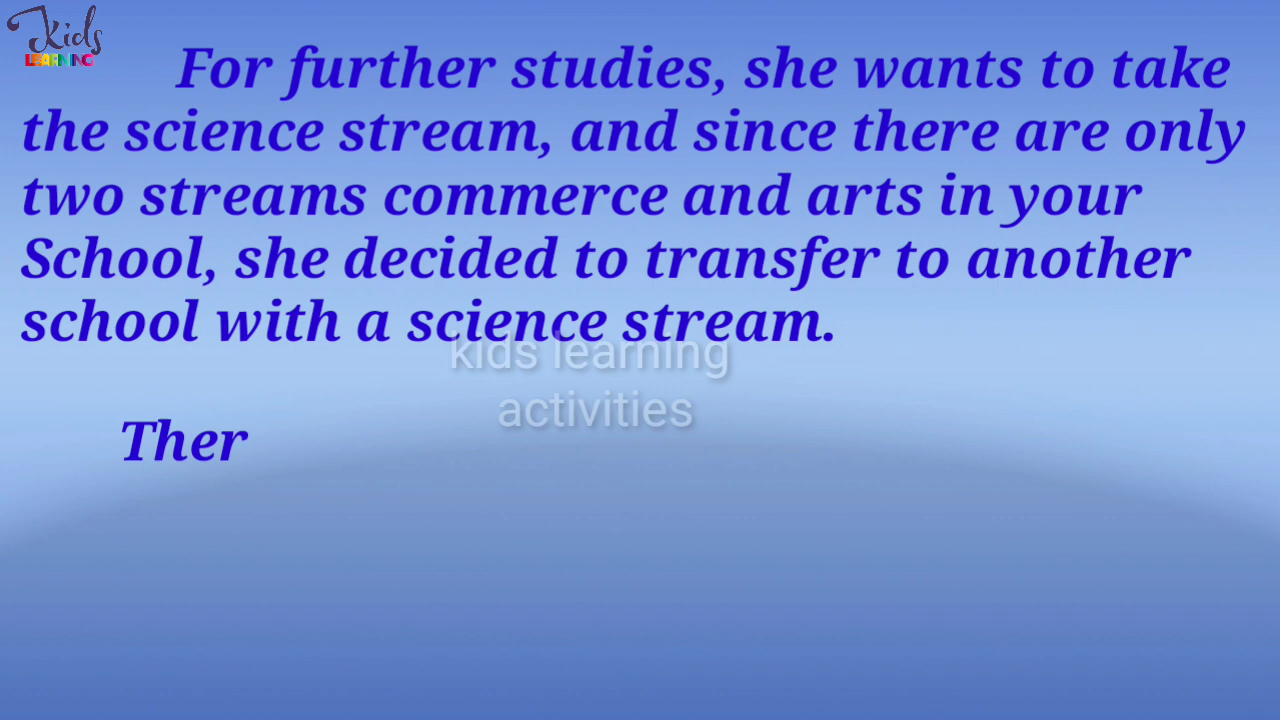 Kids
LEARNING
For further studies, she wants to take
the science stream, and since there are only
two streams commerce and arts in your
School, she decided to transfer to another
school with a science stream.
kids learning
activities
Ther